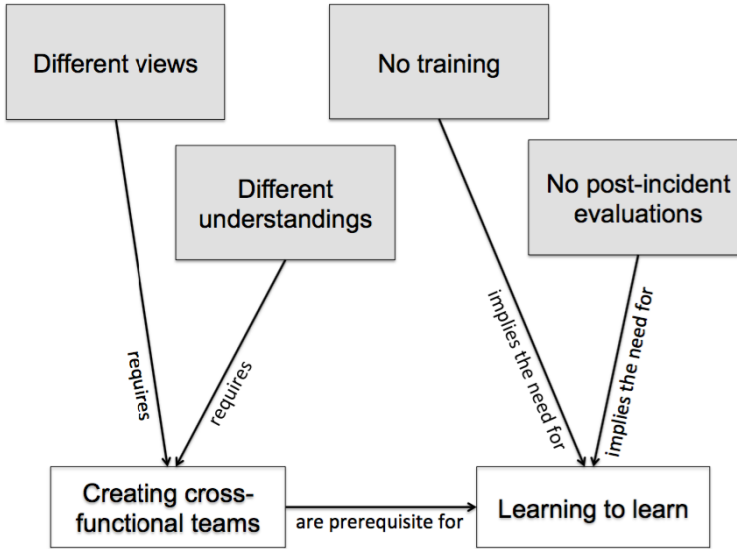 Different views
No training
Different
understandings
No post-incident
evaluations
requires
requires
implies the need for
implies the need for
Creating cross-
functional teams
are prerequisite for
Learning to learn